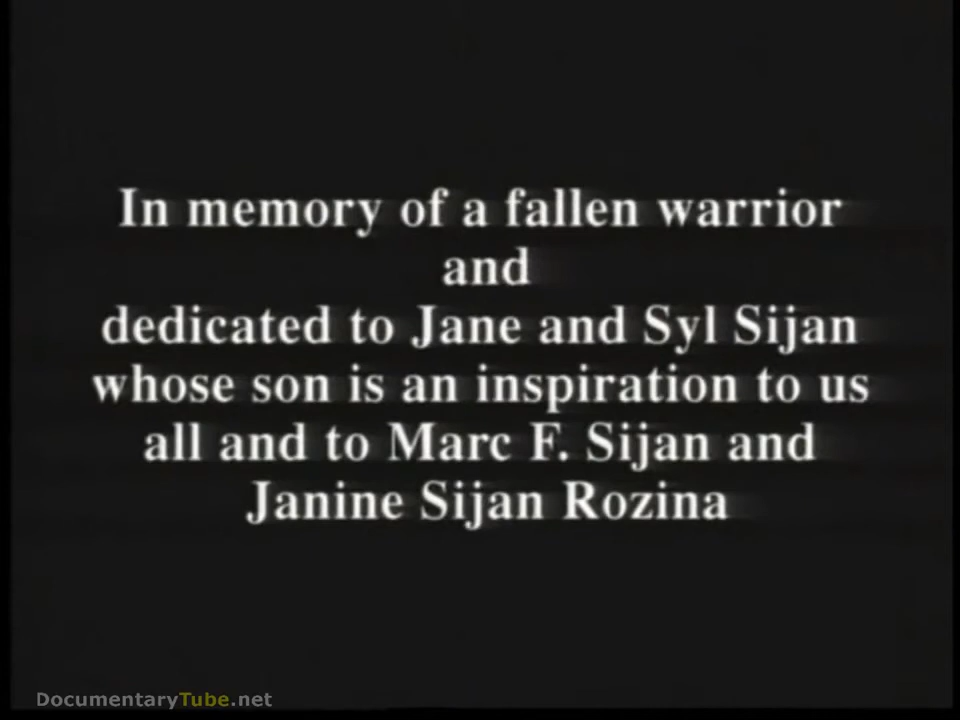 In memory of a fallen warrior
and
dedicated to Jane and Syl Sijan
whose son is an inspiration to us
all and to Marc F. Sijan and
Janine Sijan Rozina
DocumentaryTube.net